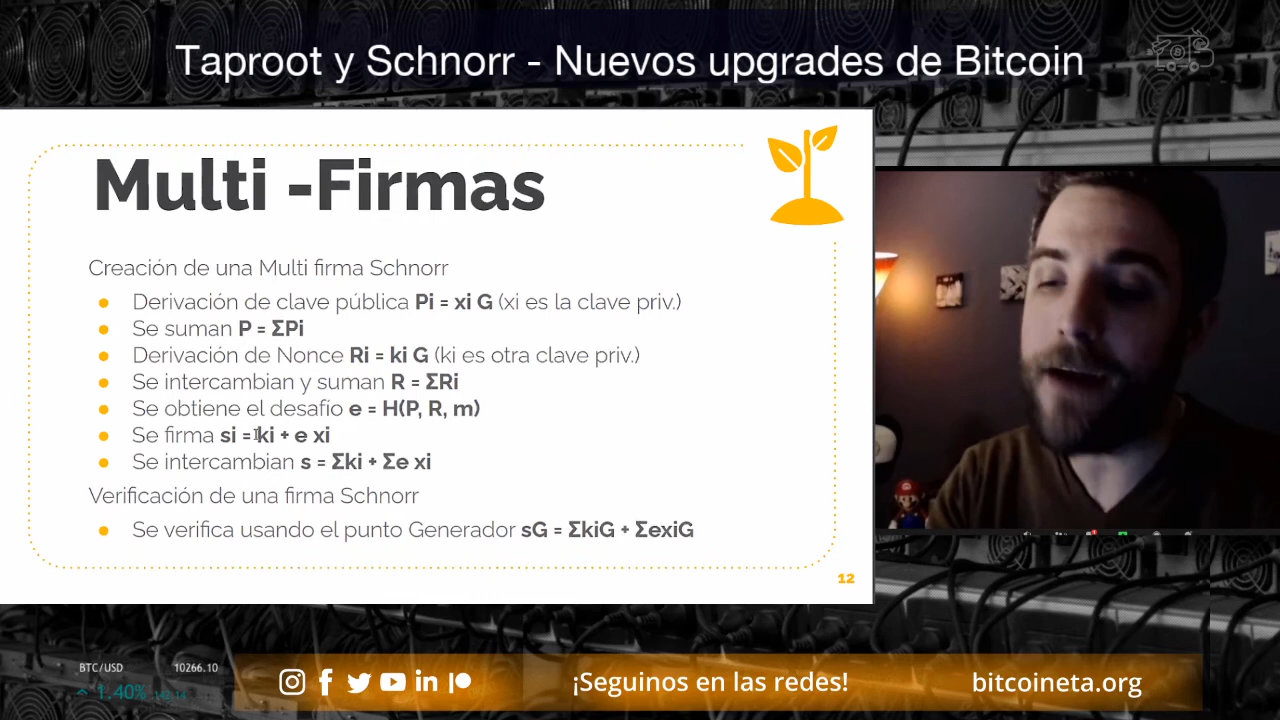 Taproot y Schnorr - Nuevos upgrades de Bitcoin
Multi -Firmas
Creación de una Multi firma Schnorr
Derivación de clave pública Pi = xi G (xi es la clave priv.)
Se suman P = ΣPi
Derivación de Nonce Ri = ki G (ki es otra clave priv.)
Se intercambian y suman R = ΣRi
Se obtiene el desafío e = H(P, R, m)
Se firma si = ki + e xi
Se intercambian s = Σki + Σe xi
Verificación de una firma Schnorr
Se verifica usando el punto Generador sG = ΣkiG + ΣexiG
12
BTC/USD 10266.10
1.40%
¡Seguinos en las redes!
bitcoineta.org